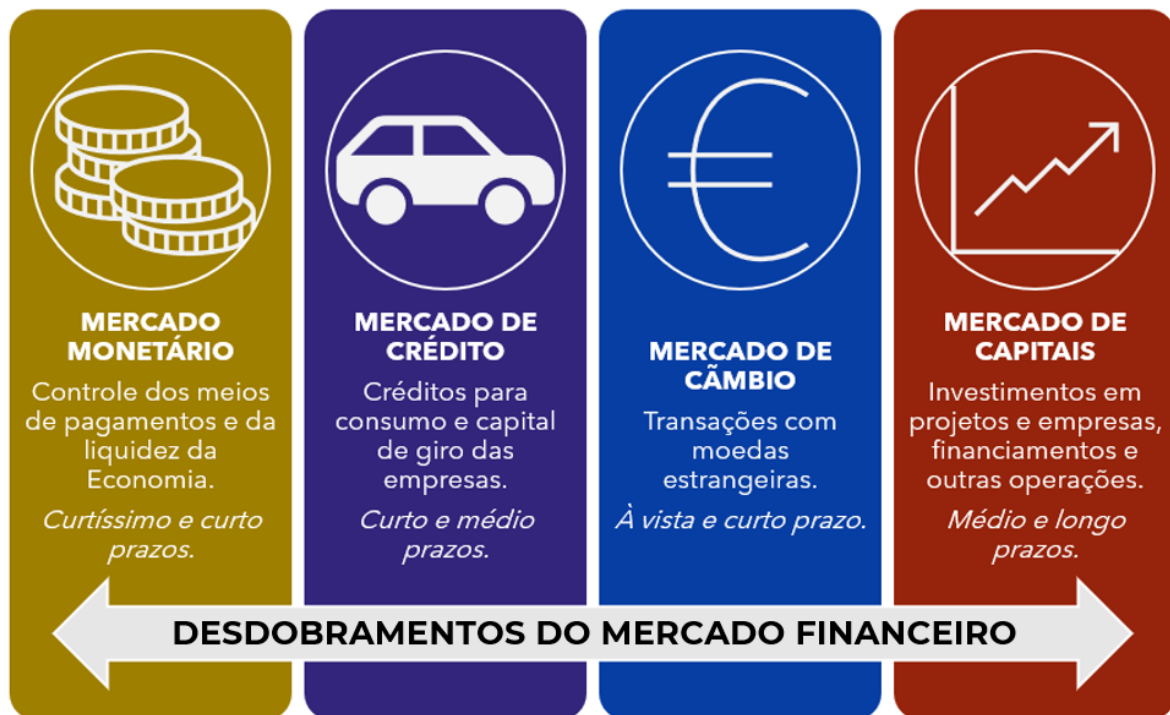 MERCADO
MONETÁRIO
Controle dos meios
de pagamentos e da
liquidez da
Economia.
Curtíssimo e curto
prazos.
MERCADO DE
CRÉDITO
Créditos para
consumo e capital
de giro das
empresas.
Curto e médio
prazos.
MERCADO DE
CÃMBIO
Transações com
moedas
estrangeiras.
À vista e curto prazo.
MERCADO DE
CAPITAIS
Investimentos em
projetos e empresas,
financiamentos e
outras operações.
Médio e longo
prazos.
DESDOBRAMENTOS DO MERCADO FINANCEIRO